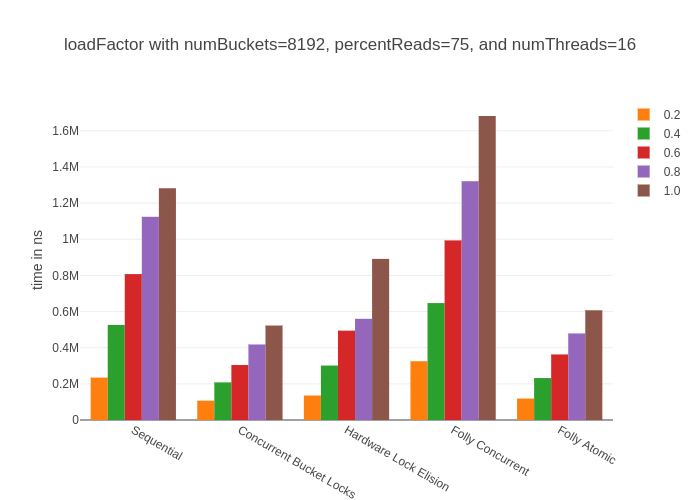 loadFactor with numBuckets=8192, percentReads=75, and numThreads=16
0.2
0.4
0.6
0.8
1.0
time in ns
1.6M
1.4M
1.2M
1M
0.8M
0.6M
0.4M
0.2M
0
Sequential
Concurrent Bucket Locks
Hardware Lock Elision
Folly Concurrent
Folly Atomic